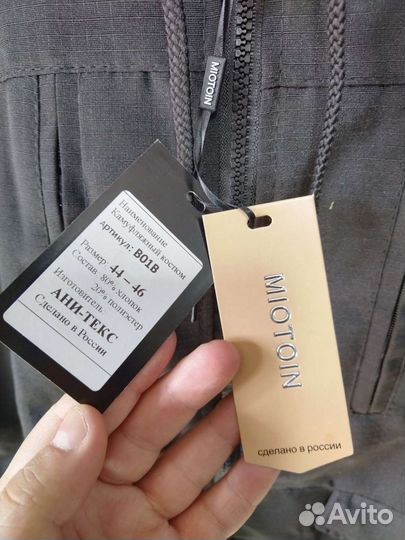 MIOTOIN
Наименование
Камуфляжный костюм
артикул: B01B
Размер 44 - 46
Состав 80% хлопок
20% полиэстер
Изготовитель
АНИ-ТЕКС
Сделано в России
MIOTOIN
сделано в россии
Avito